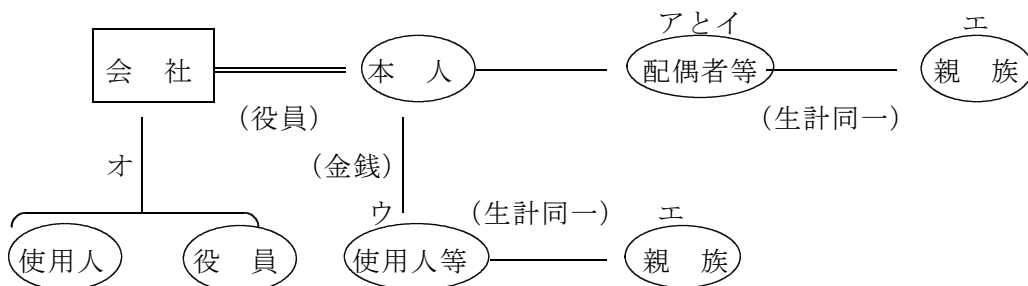 アとイ エ
会 社 本 人 配偶者等 親 族
(役員) (生計同一)
オ (金銭)
ウ (生計同一) エ
使用人 役 員 使用人等 親 族